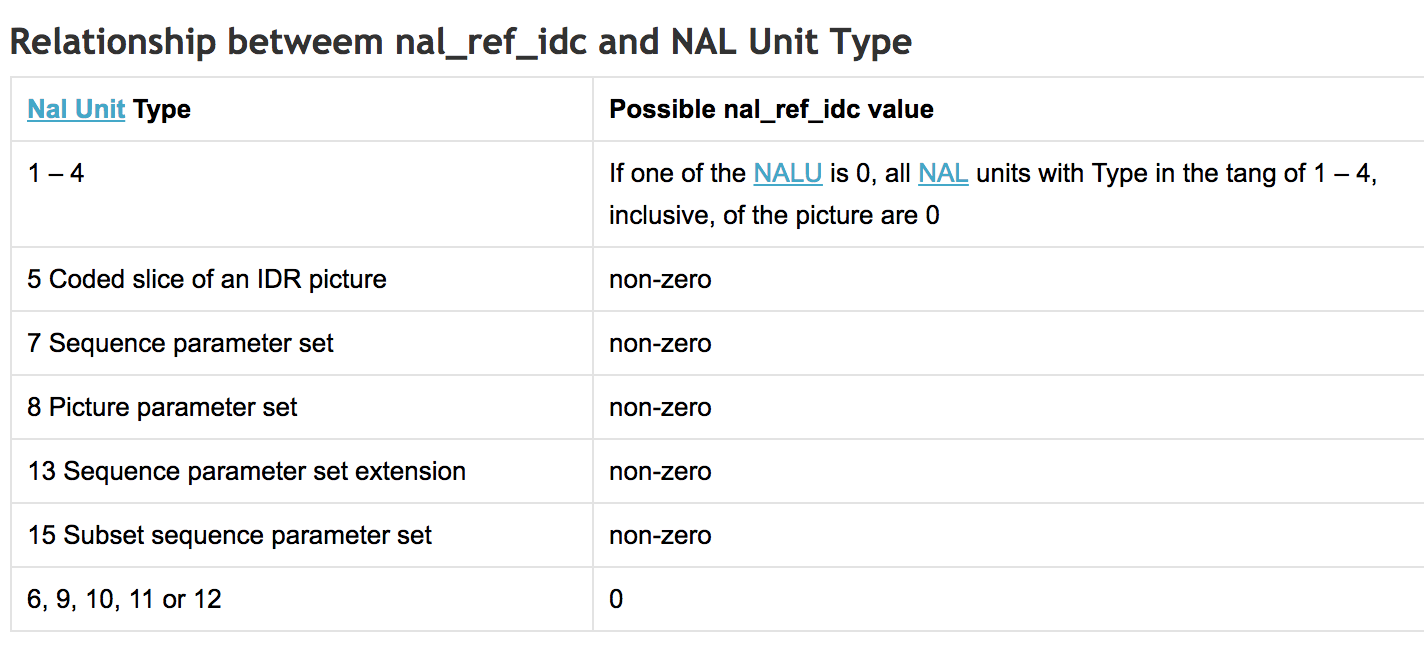 Relationship betweem nal_ref_idc and NAL Unit Type
Nal Unit Type Possible nal_ref_idc value
1 – 4 If one of the NALU is 0, all NAL units with Type in the tang of 1 – 4,
inclusive, of the picture are 0
5 Coded slice of an IDR picture non-zero
7 Sequence parameter set non-zero
8 Picture parameter set non-zero
13 Sequence parameter set extension non-zero
15 Subset sequence parameter set non-zero
6, 9, 10, 11 or 12 0